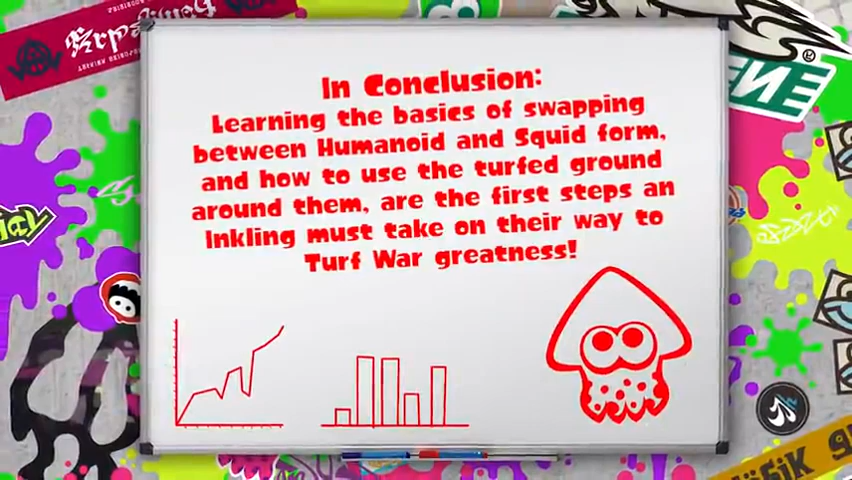 In Conclusion:
Learning the basics of swapping
between Humanoid and Squid form,
and how to use the turfed ground
around them, are the first steps an
Inkling must take on their way to
Turf War greatness!